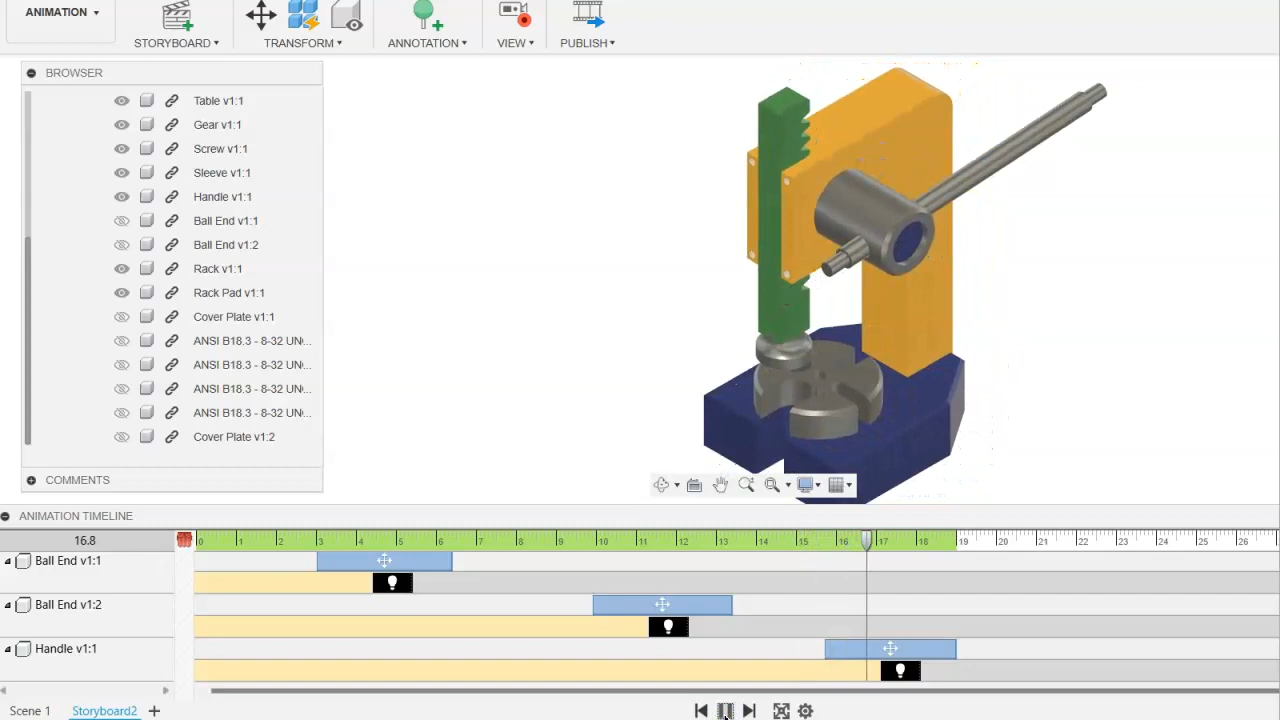 ANIMATION
STORYBOARD
TRANSFORM
ANNOTATION
VIEW
PUBLISH
BROWSER
Table v1:1
Gear v1:1
Screw v1:1
Sleeve v1:1
Handle v1:1
Ball End v1:1
Ball End v1:2
Rack v1:1
Rack Pad v1:1
Cover Plate v1:1
ANSI B18.3 - 8-32 UN...
ANSI B18.3 - 8-32 UN...
ANSI B18.3 - 8-32 UN...
ANSI B18.3 - 8-32 UN...
Cover Plate v1:2
COMMENTS
ANIMATION TIMELINE
16.8
0 1 2 3 4 5 6 7 8 9 10 11 12 13 14 15 16 17 18 19 20 21 22 23 24 25 26
Ball End v1:1
Ball End v1:2
Handle v1:1
Scene 1 Storyboard2